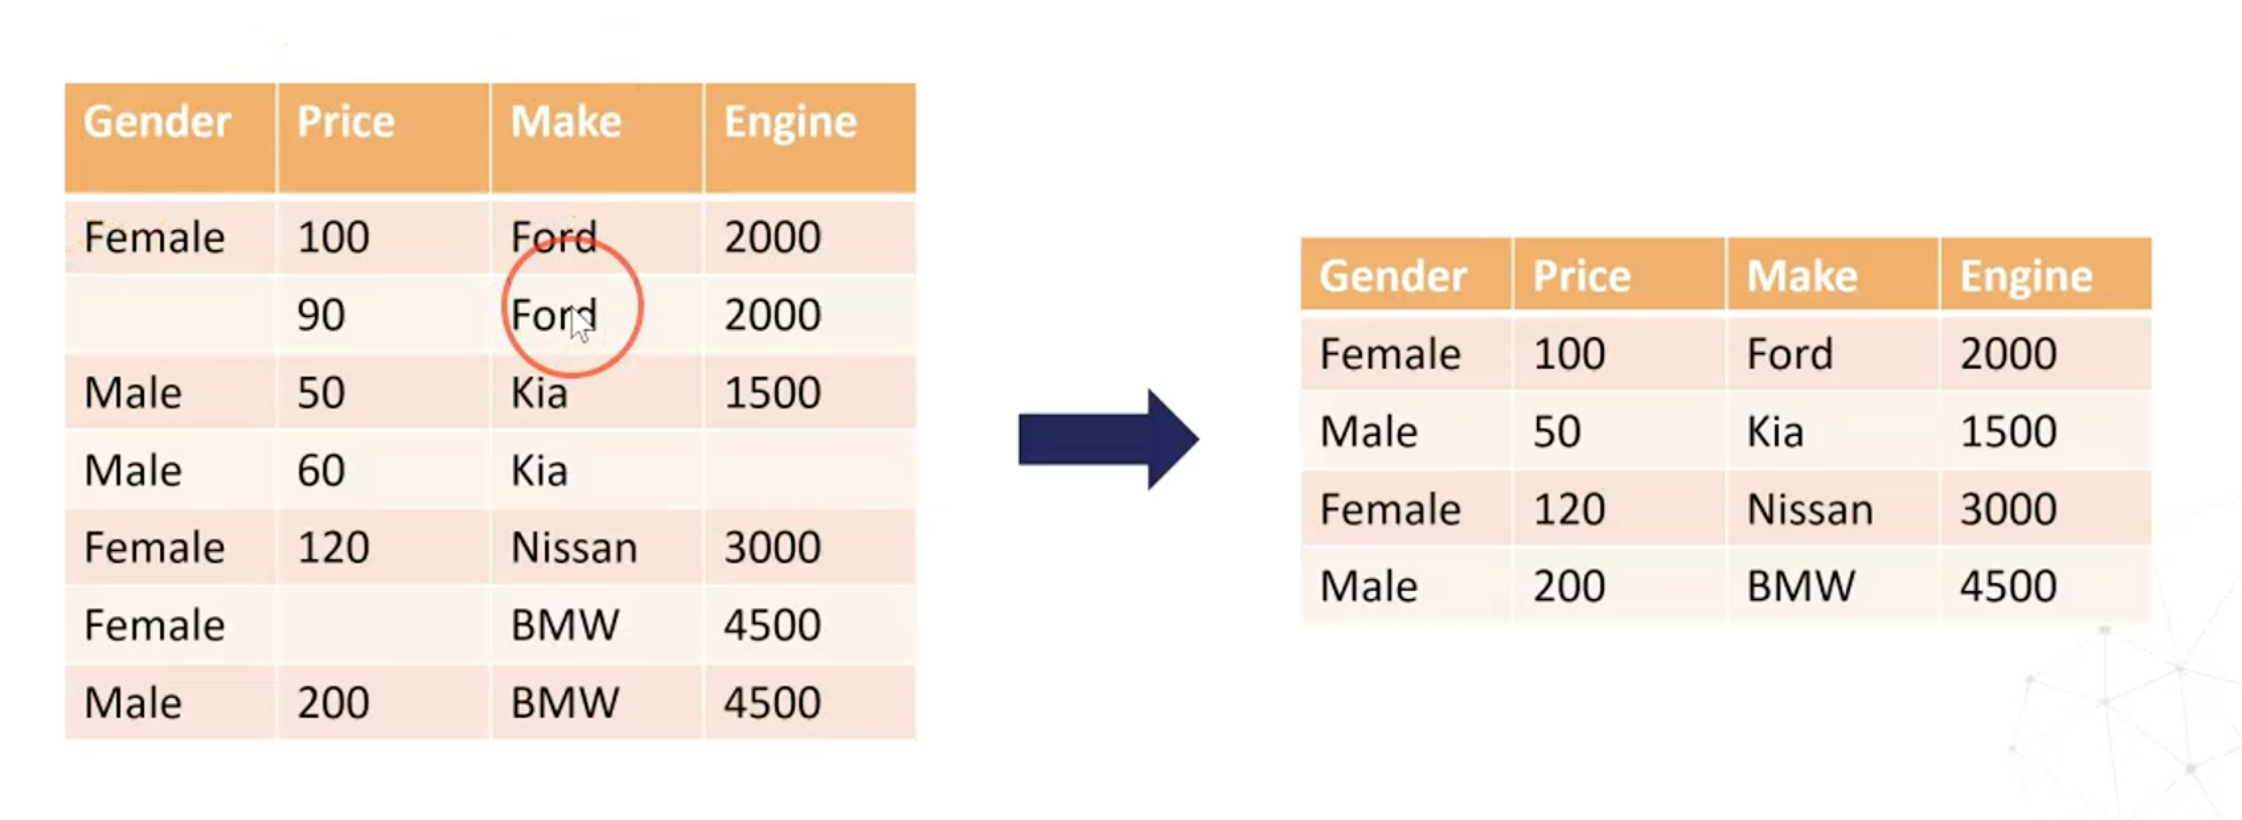 Gender Price Make Engine
Female 100 Ford 2000
90 Ford 2000
Male 50 Kia 1500
Male 60 Kia
Female 120 Nissan 3000
Female BMW 4500
Male 200 BMW 4500
Gender Price Make Engine
Female 100 Ford 2000
Male 50 Kia 1500
Female 120 Nissan 3000
Male 200 BMW 4500